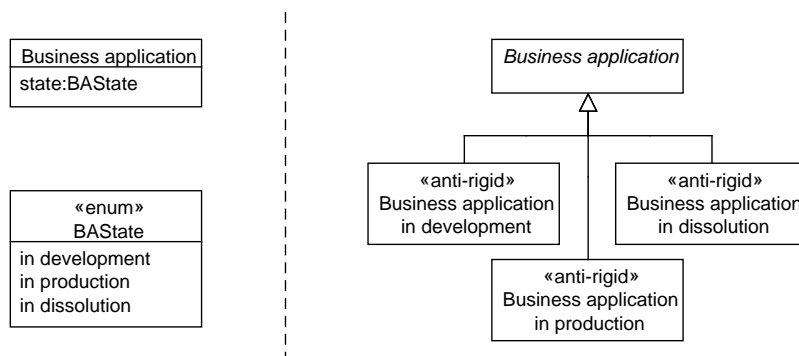 Business application
state:BAState
«enum»
BAState
in development
in production
in dissolution
Business application
«anti-rigid»
Business application
in development
«anti-rigid»
Business application
in dissolution
«anti-rigid»
Business application
in production